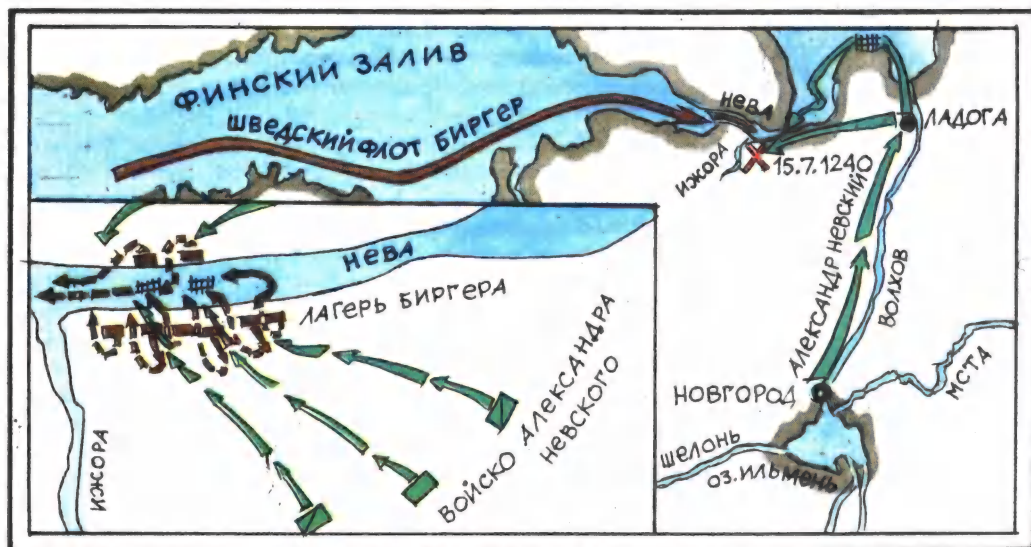 ФИНСКИЙ ЗАЛИВ
ШВЕДСКИЙ ФЛОТ БИРГЕР
НЕВА
ИЖОРА
15.7.1240
ЛАДОГА
АЛЕКСАНДР НЕВСКИЙ
ВОЛХОВ
НОВГОРОД
МСТА
ШЕЛОНЬ
ОЗ. ИЛЬМЕНЬ
НЕВА
ЛАГЕРЬ БИРГЕРА
ВОЙСКО АЛЕКСАНДРА
НЕВСКОГО
ИЖОРА